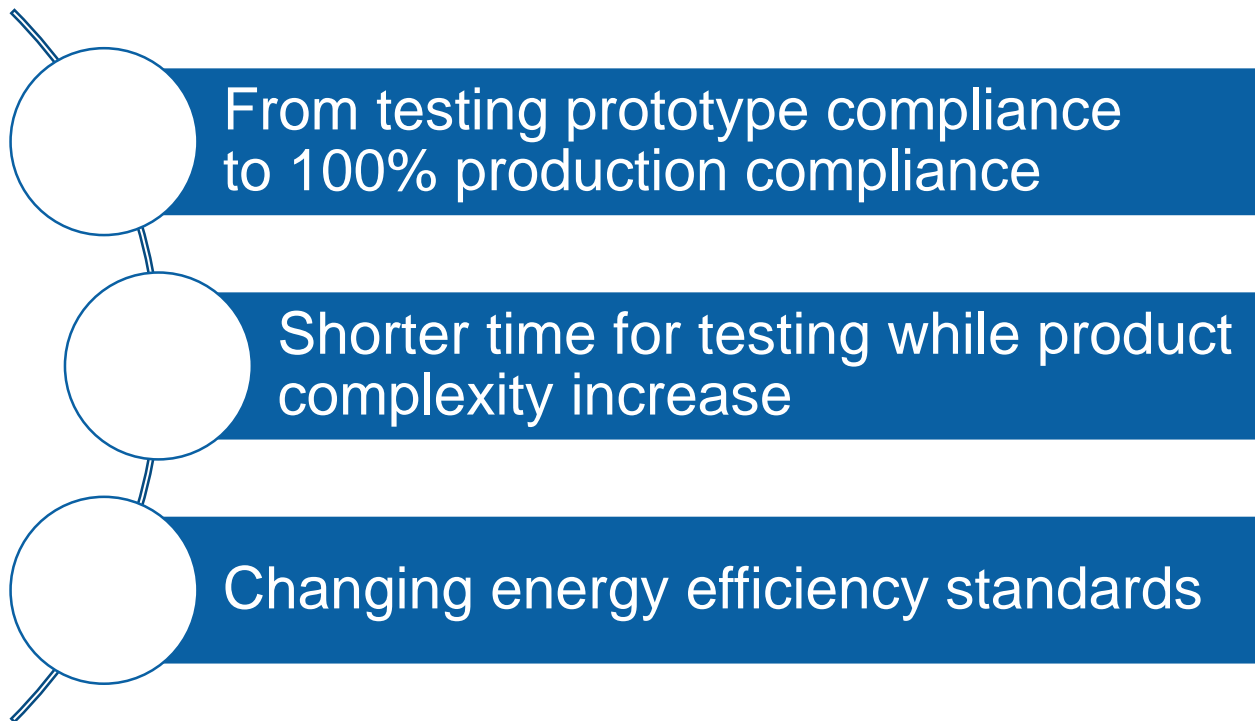 From testing prototype compliance
to 100% production compliance
Shorter time for testing while product
complexity increase
Changing energy efficiency standards